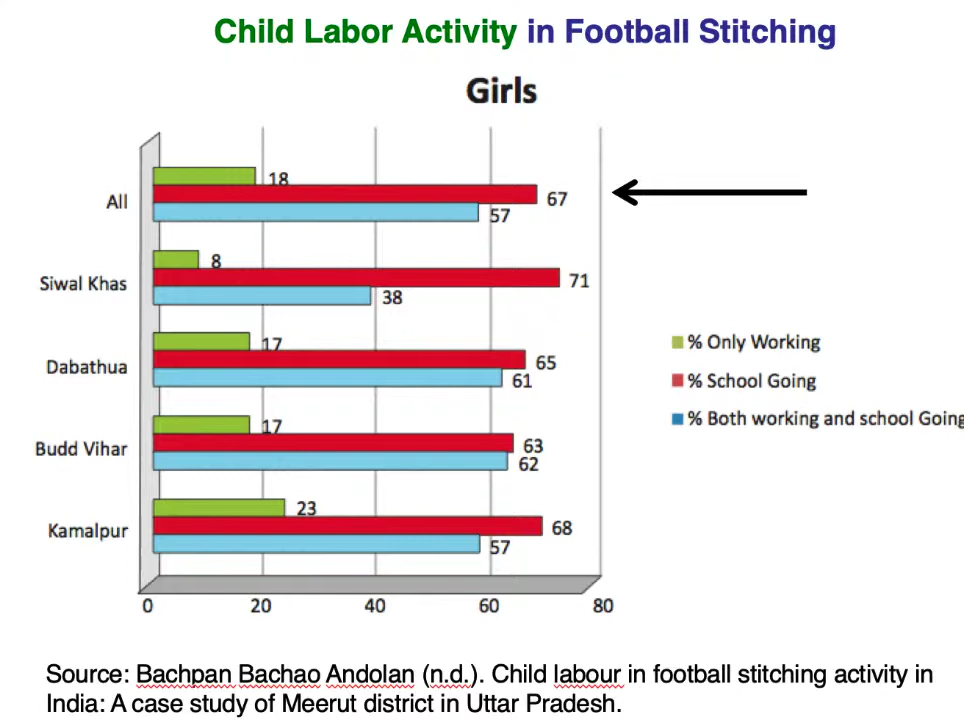 Child Labor Activity in Football Stitching
Girls
All
18
67
57
Siwal Khas
8
71
38
Dabathua
17
65
61
Budd Vihar
17
63
62
Kamalpur
23
68
57
0 20 40 60 80
% Only Working
% School Going
% Both working and school Going
Source: Bachpan Bachao Andolan (n.d.). Child labour in football stitching activity in
India: A case study of Meerut district in Uttar Pradesh.